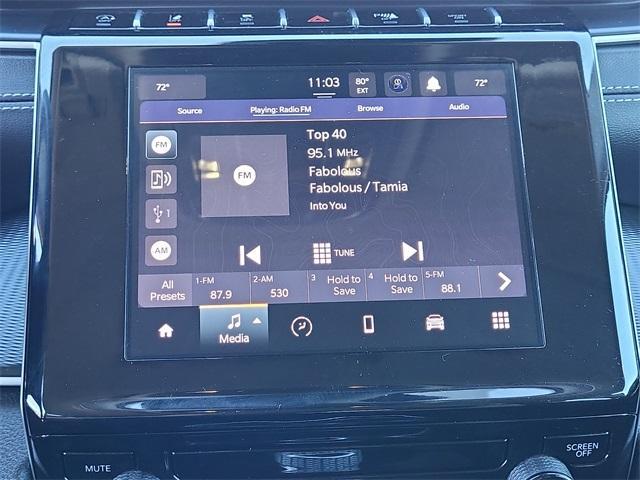 72° 11:03 80° EXT 72°
Source Playing: Radio FM Browse Audio
FM
Top 40
95.1 MHz
Fabolous
FM
Fabolous / Tamia
Into You
1
AM
TUNE
All Presets 1-FM 87.9 2-AM 530 3 Hold to Save 4 Hold to Save 5-FM 88.1
Media
MUTE
SCREEN OFF